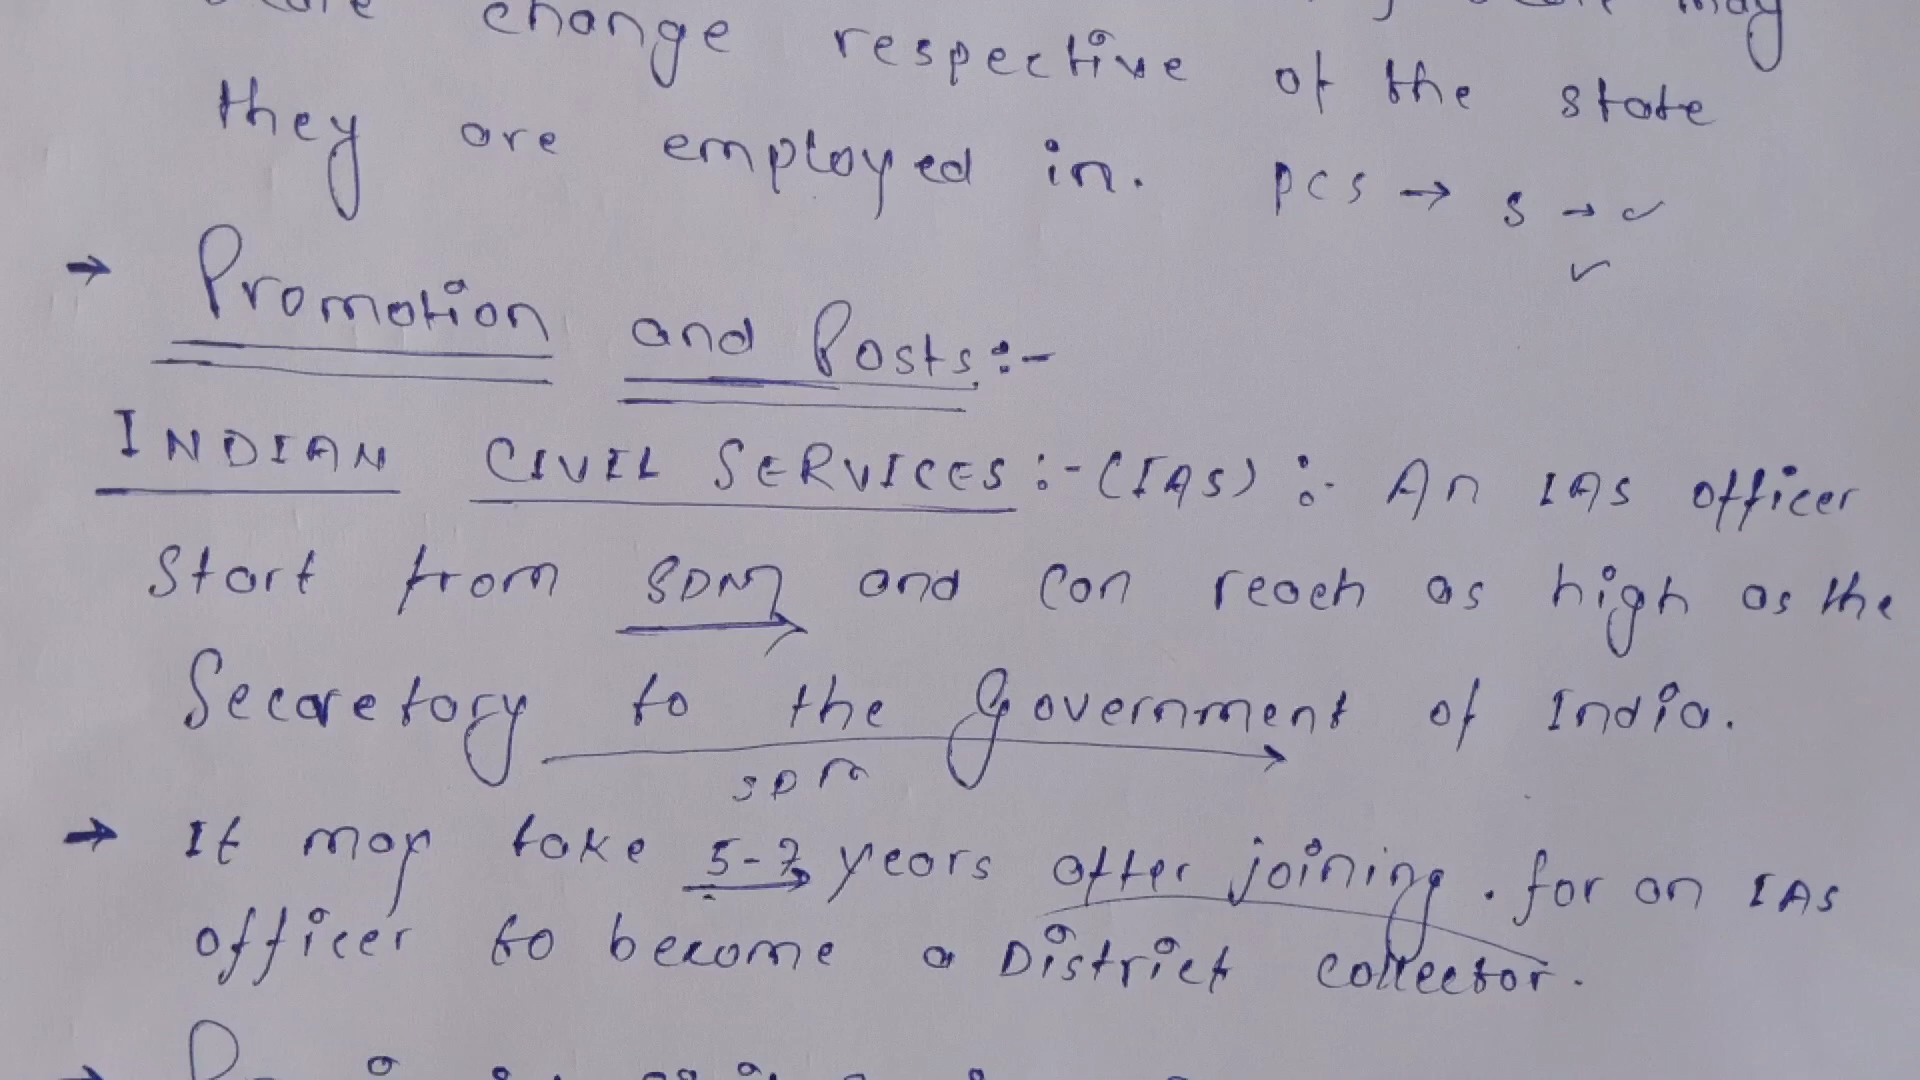 change respective of the state may
they are employed in. PCS → S → ✓
✓
→ Promotion and Posts:-
INDIAN CIVIL SERVICES:-(IAS):- An IAS officer
Start from SDM and can reach as high as the
Secaretory to the Government of India.
SDM
→ It may take 5-7 years after joining. for an IAS
officer to become a District collector.